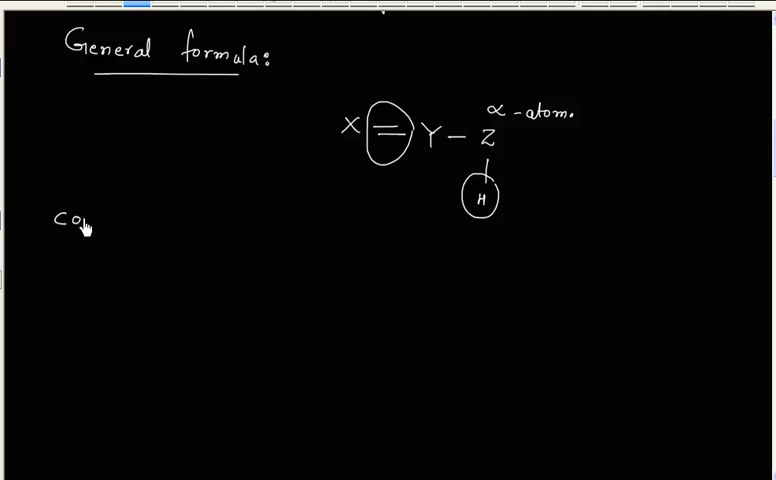 General formula:
α - atom.
X = Y - Z
H
Co